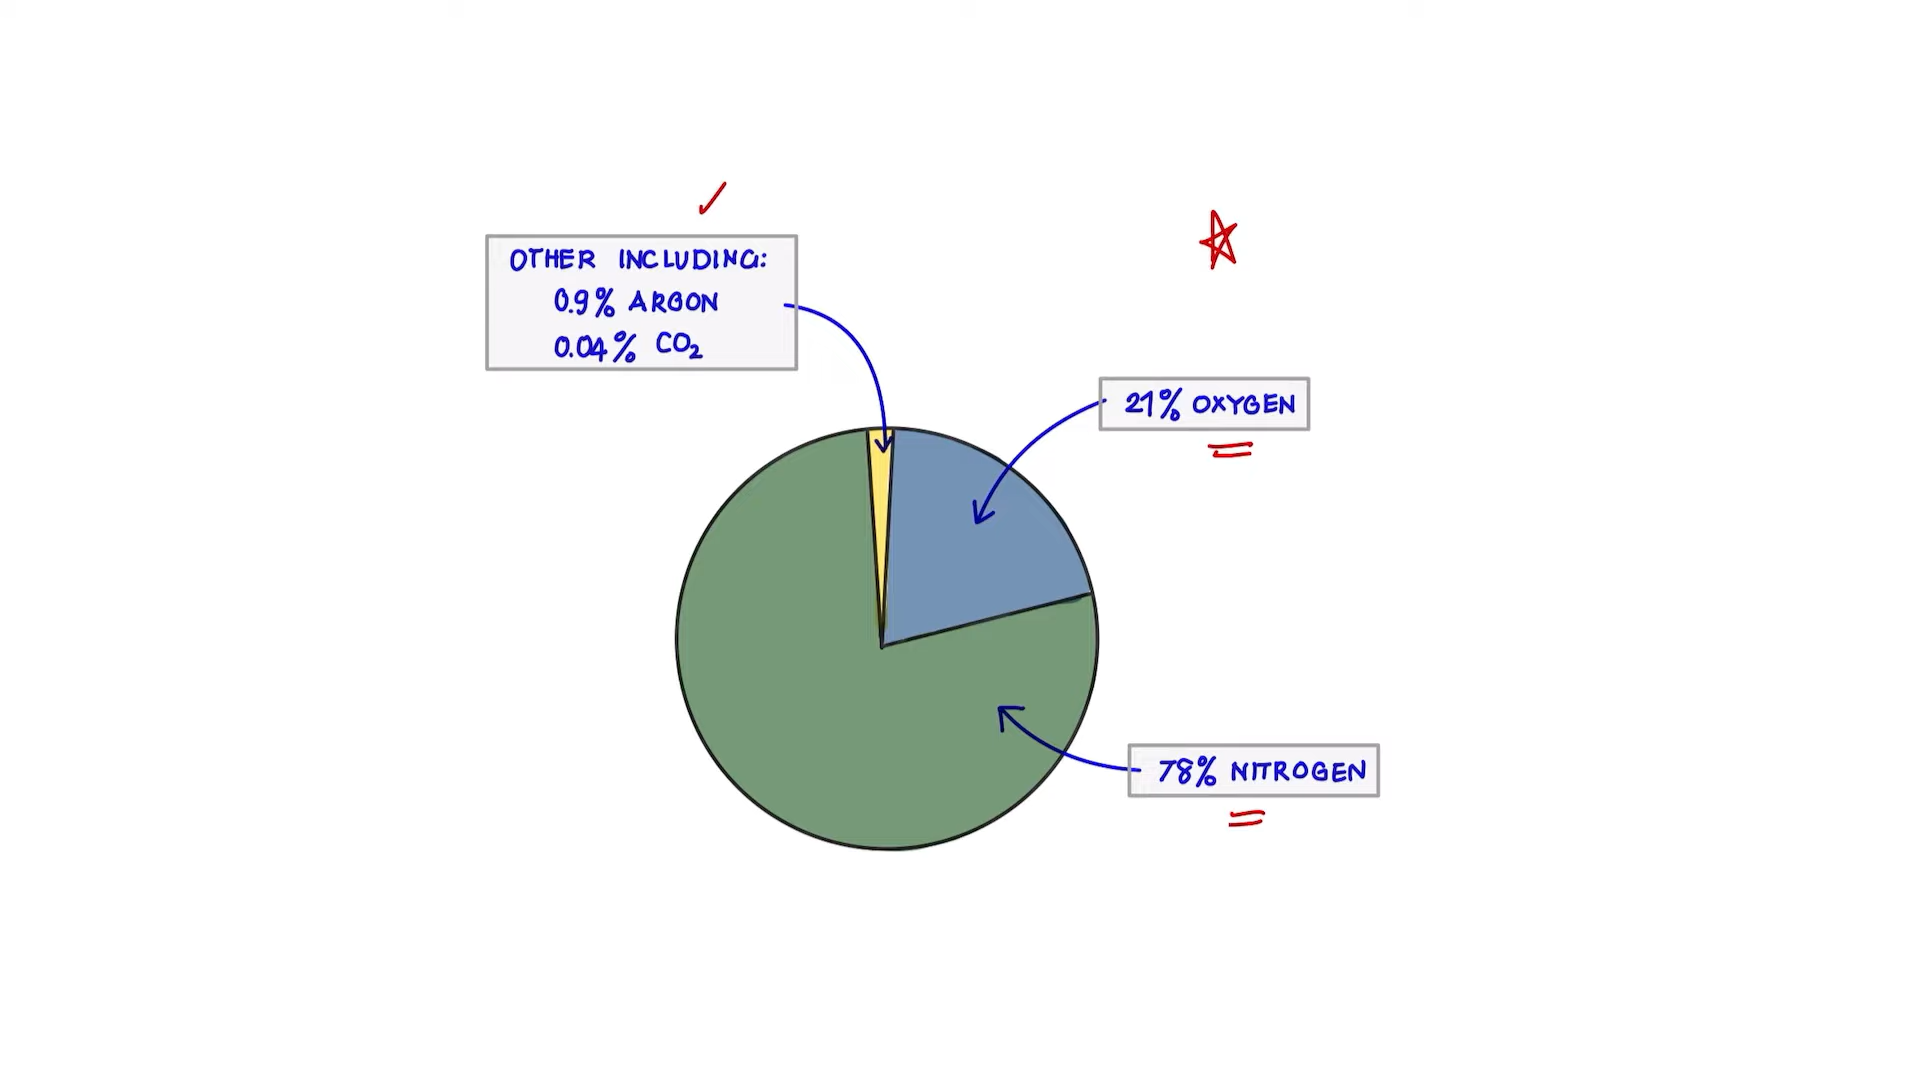 OTHER INCLUDING:
0.9% ARGON
0.04% CO₂
21% OXYGEN
78% NITROGEN